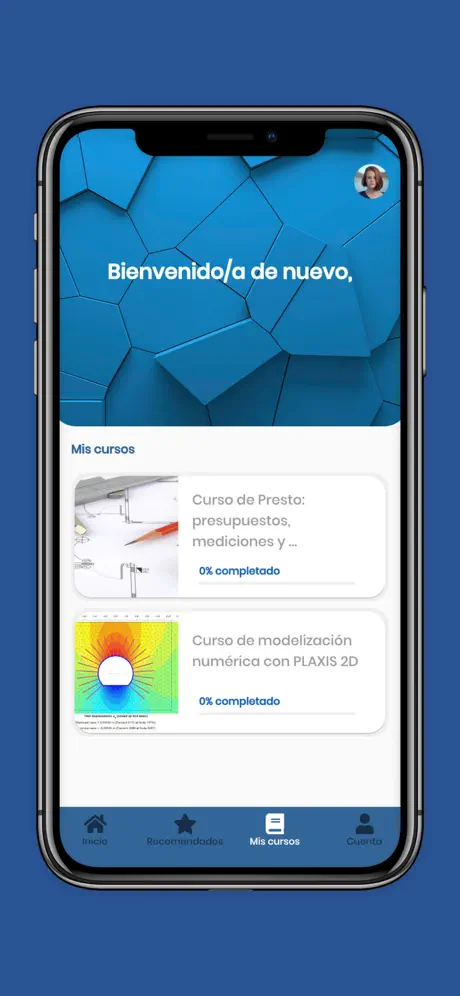 Bienvenido/a de nuevo,
Mis cursos
Curso de Presto:
presupuestos,
mediciones y ...
0% completado
Curso de modelización
numérica con PLAXIS 2D
0% completado
Inicio
Recomendados
Mis cursos
Cuenta